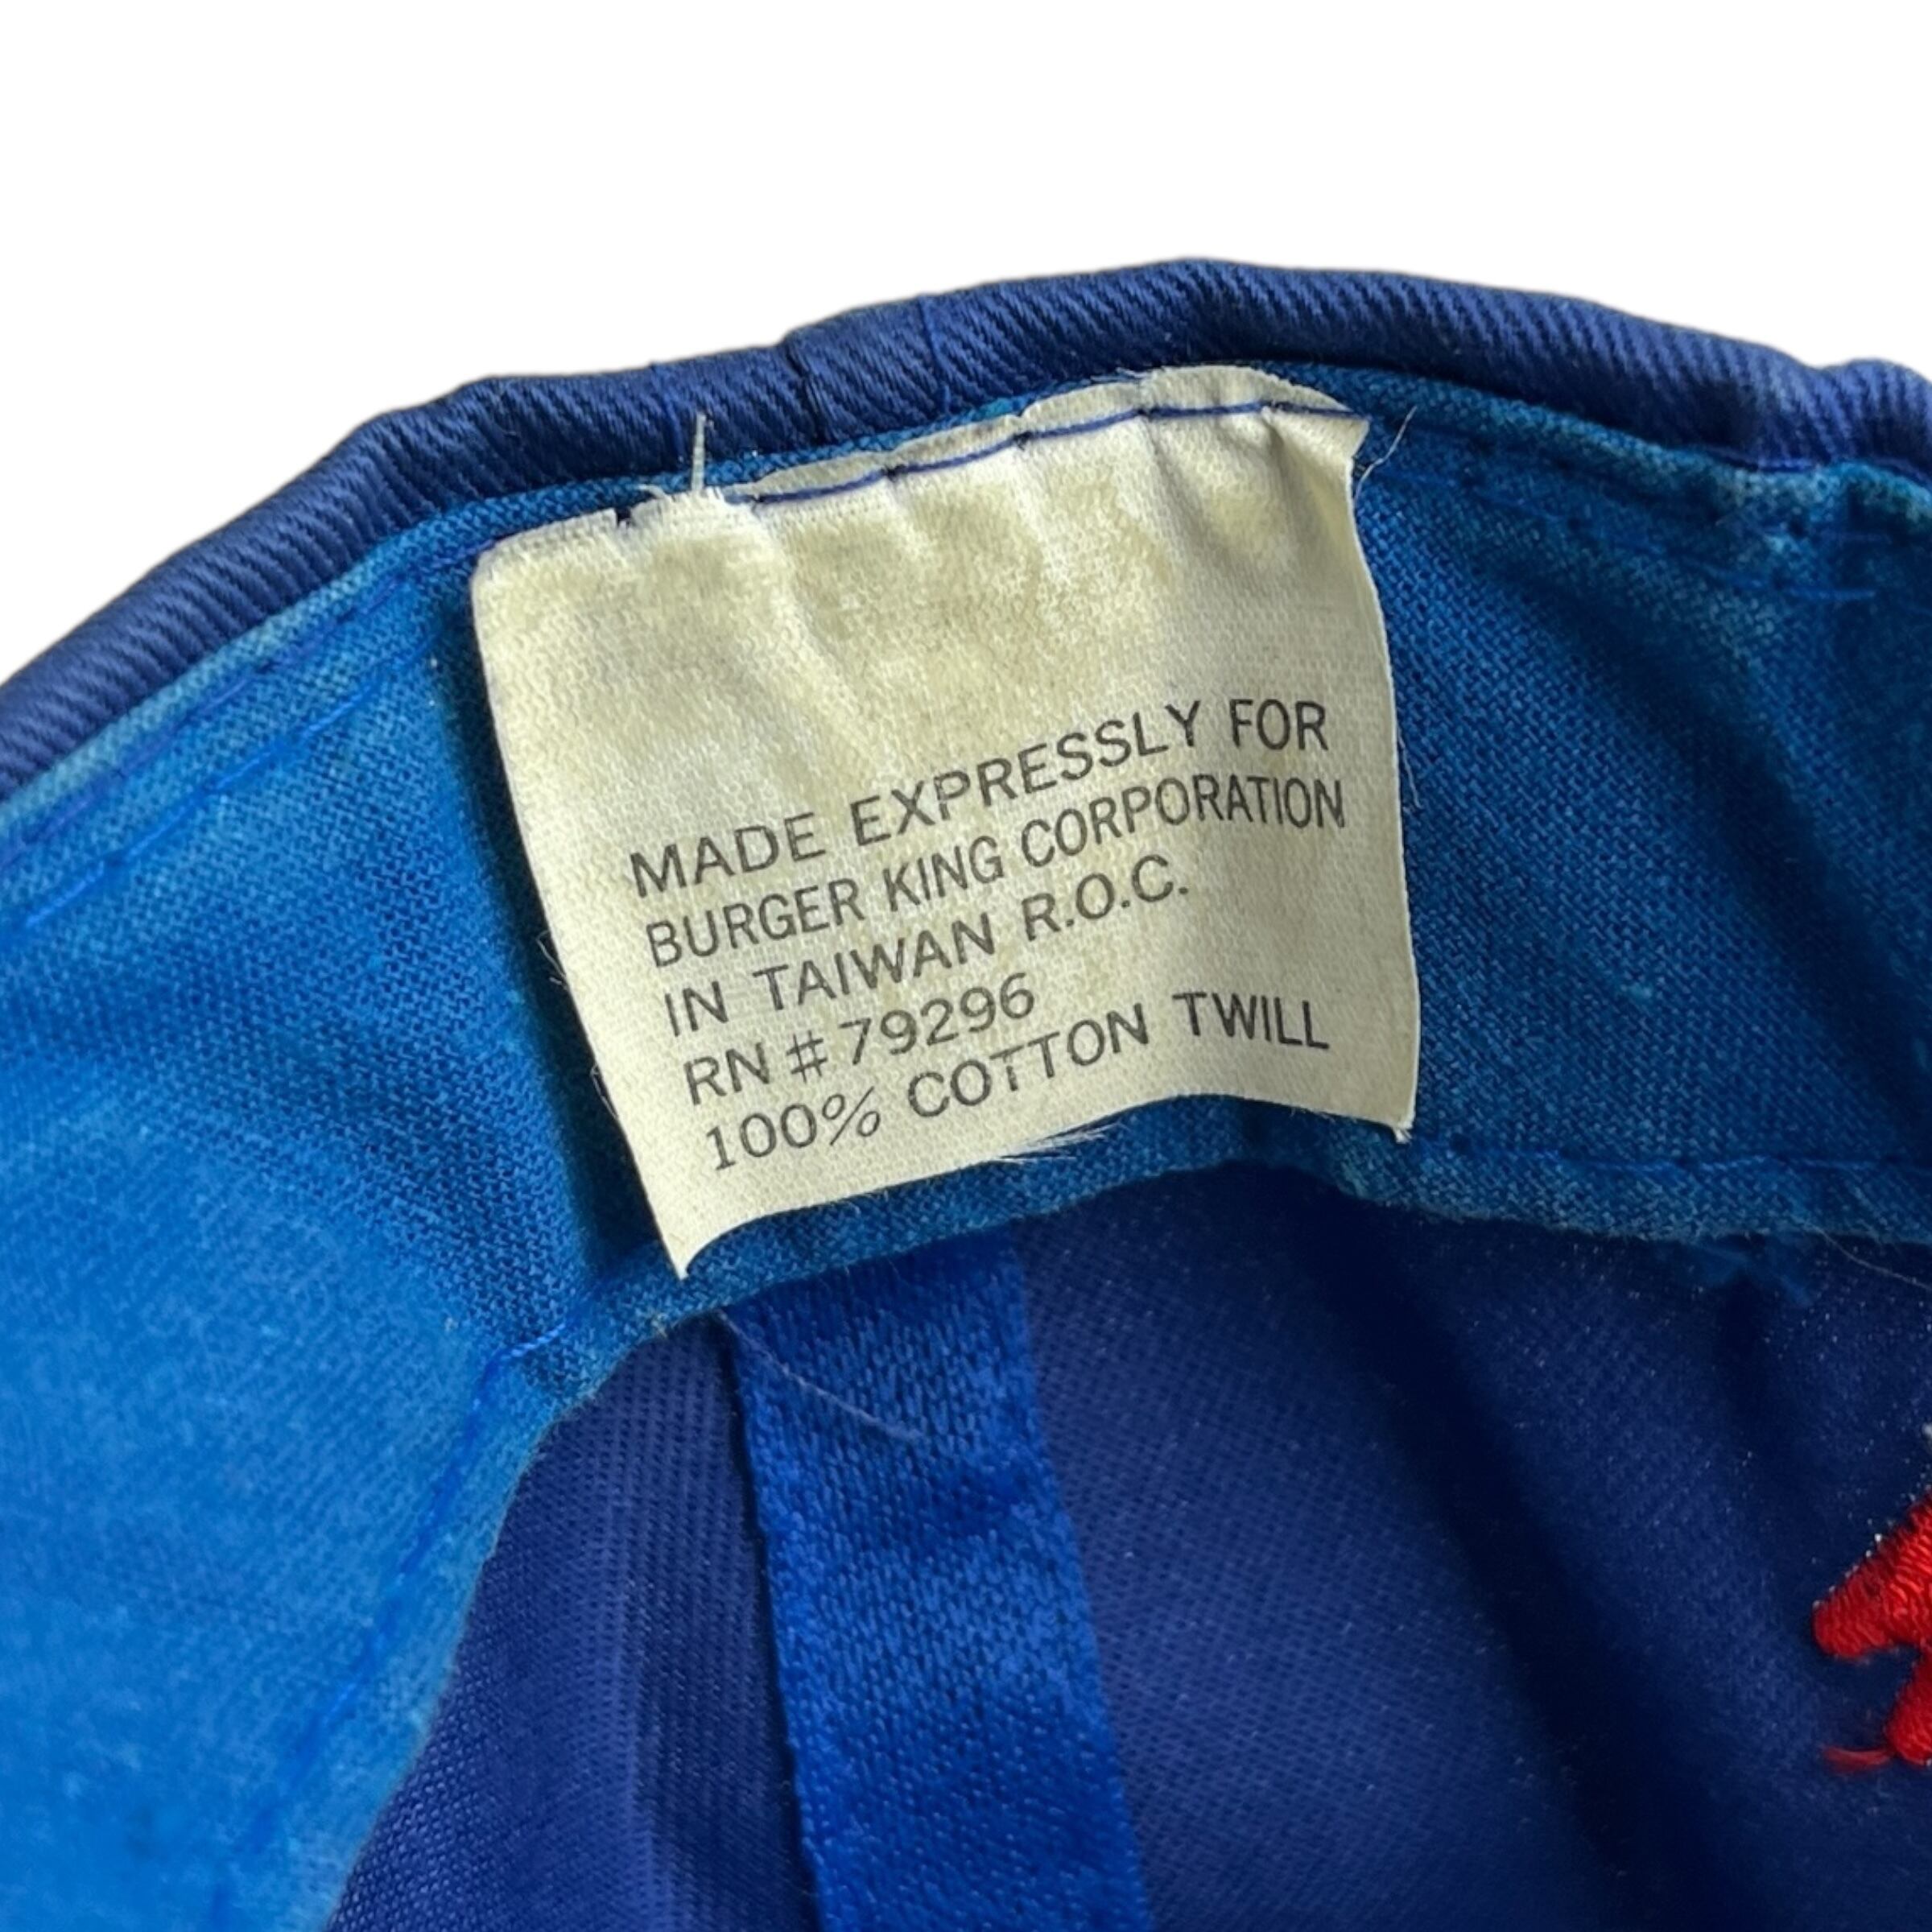 MADE EXPRESSLY FOR
BURGER KING CORPORATION
IN TAIWAN R.O.C.
RN # 79296
100% COTTON TWILL